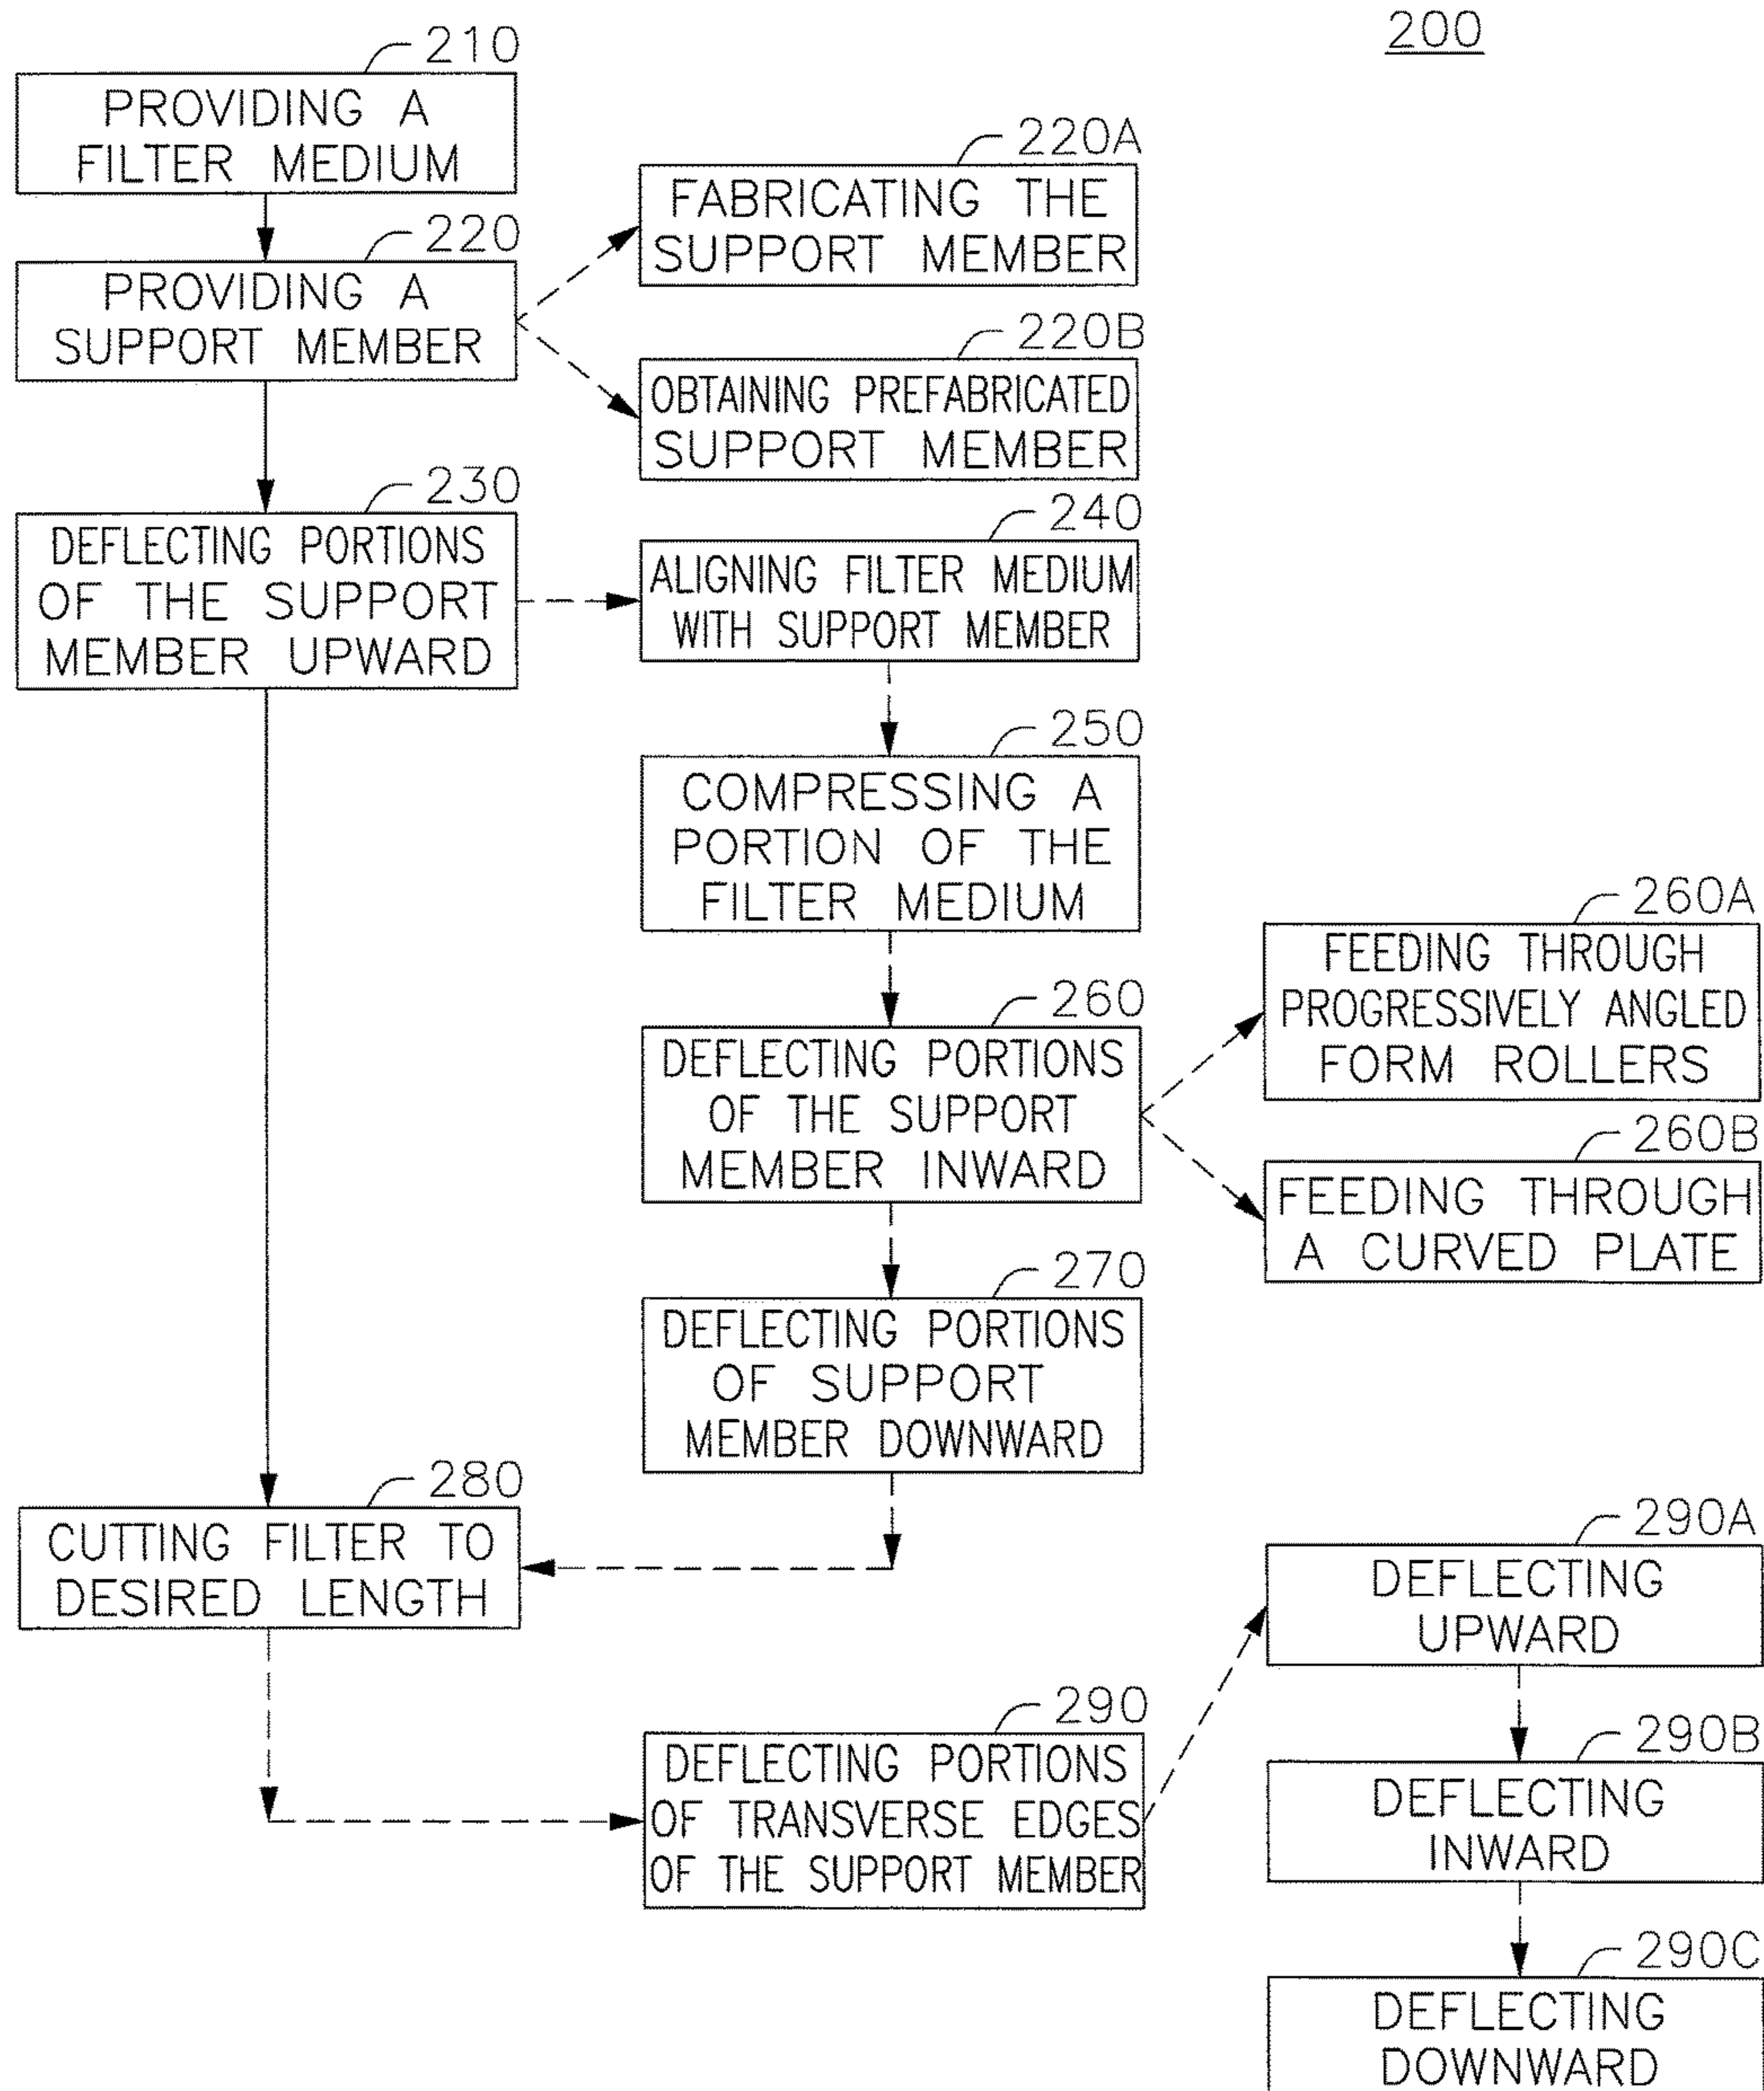 200
210
PROVIDING A
FILTER MEDIUM
220
PROVIDING A
SUPPORT MEMBER
220A
FABRICATING THE
SUPPORT MEMBER
220B
OBTAINING PREFABRICATED
SUPPORT MEMBER
230
DEFLECTING PORTIONS
OF THE SUPPORT
MEMBER UPWARD
240
ALIGNING FILTER MEDIUM
WITH SUPPORT MEMBER
250
COMPRESSING A
PORTION OF THE
FILTER MEDIUM
260
DEFLECTING PORTIONS
OF THE SUPPORT
MEMBER INWARD
260A
FEEDING THROUGH
PROGRESSIVELY ANGLED
FORM ROLLERS
260B
FEEDING THROUGH
A CURVED PLATE
270
DEFLECTING PORTIONS
OF SUPPORT
MEMBER DOWNWARD
280
CUTTING FILTER TO
DESIRED LENGTH
290
DEFLECTING PORTIONS
OF TRANSVERSE EDGES
OF THE SUPPORT MEMBER
290A
DEFLECTING
UPWARD
290B
DEFLECTING
INWARD
290C
DEFLECTING
DOWNWARD